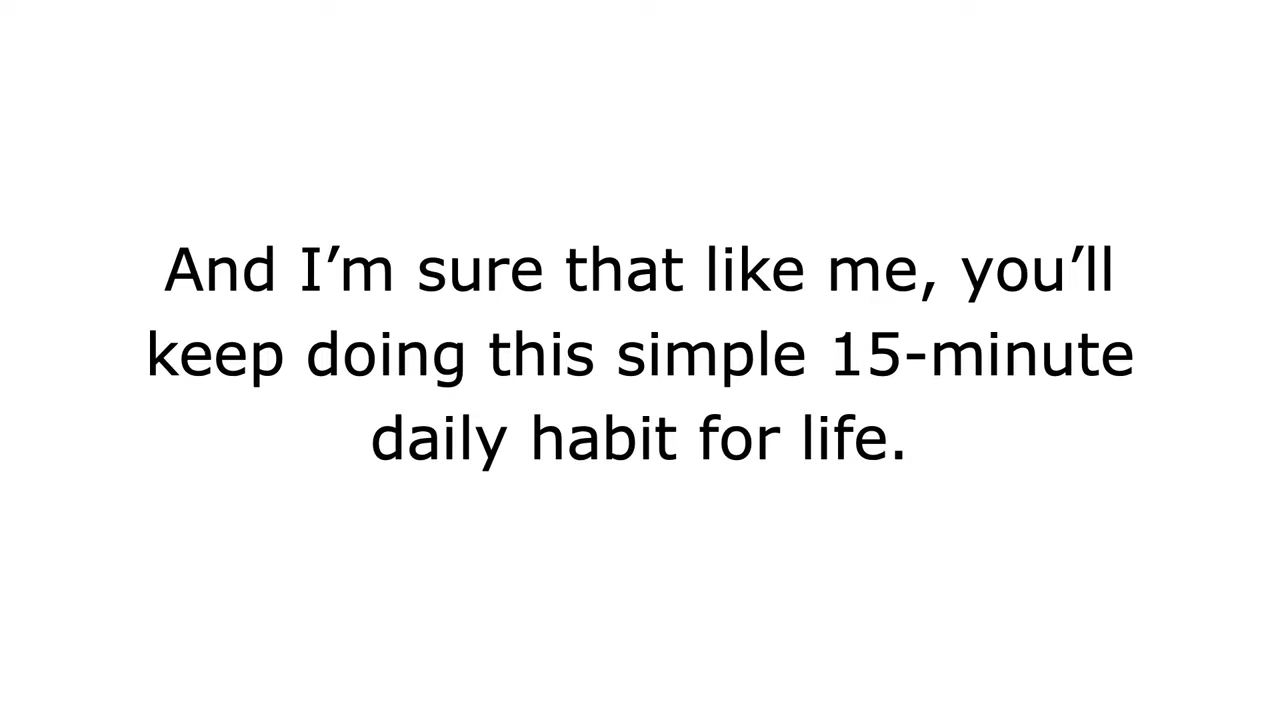 And I’m sure that like me, you’ll
keep doing this simple 15-minute
daily habit for life.